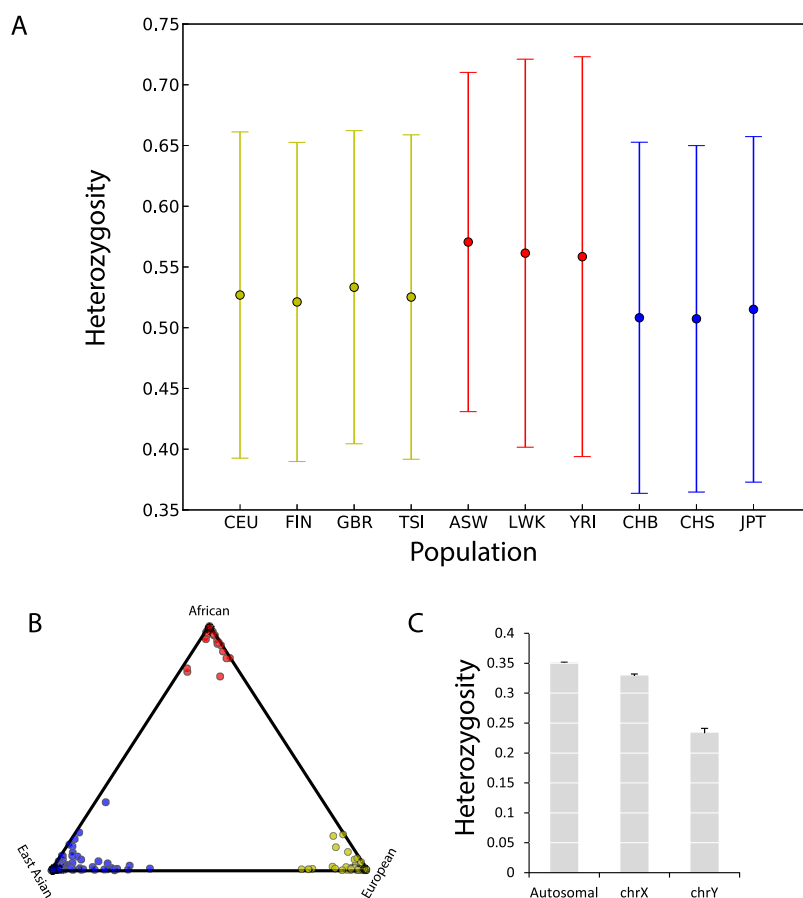 A
Heterozygosity
0.75
0.70
0.65
0.60
0.55
0.50
0.45
0.40
0.35
CEU FIN GBR TSI ASW LWK YRI CHB CHS JPT
Population
B
African
East Asian
European
C
Heterozygosity
0.4
0.35
0.3
0.25
0.2
0.15
0.1
0.05
0
Autosomal chrX chrY